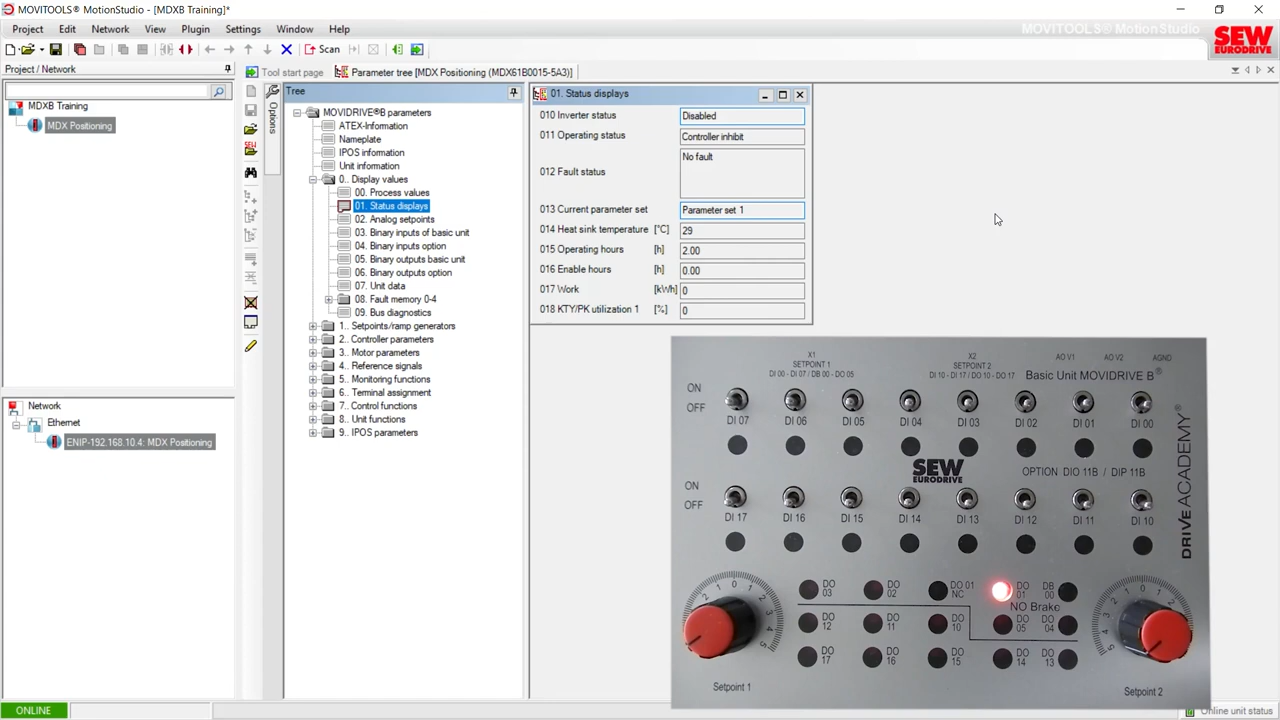 MOVITOOLS® MotionStudio - [MDXB Training]*
Project Edit Network View Plugin Settings Window Help
MOVITOOLS® MotionStudio
SEW
EURODRIVE
Scan
Project / Network
Tool start page
Parameter tree [MDX Positioning (MDX61B0015-5A3)]
MDXB Training
MDX Positioning
Network
Ethernet
ENIP-192.168.10.4: MDX Positioning
Options
Tree
MOVIDRIVE®B parameters
ATEX-Information
Nameplate
IPOS information
Unit information
0.. Display values
00. Process values
01. Status displays
02. Analog setpoints
03. Binary inputs of basic unit
04. Binary inputs option
05. Binary outputs basic unit
06. Binary outputs option
07. Unit data
08. Fault memory 0-4
09. Bus diagnostics
1.. Setpoints/ramp generators
2.. Controller parameters
3.. Motor parameters
4.. Reference signals
5.. Monitoring functions
6.. Terminal assignment
7.. Control functions
8.. Unit functions
9.. IPOS parameters
01. Status displays
010 Inverter status Disabled
011 Operating status Controller inhibit
012 Fault status No fault
013 Current parameter set Parameter set 1
014 Heat sink temperature [°C] 29
015 Operating hours [h] 2.00
016 Enable hours [h] 0.00
017 Work [kWh] 0
018 KTY/PK utilization 1 [%] 0
X1
SETPOINT 1
DI 00 - DI 07 / DB 00 - DO 05
X2
SETPOINT 2
DI 10 - DI 17 / DO 10 - DO 17
AO V1 AO V2 AGND
Basic Unit MOVIDRIVE B®
ON
OFF
DI 07 DI 06 DI 05 DI 04 DI 03 DI 02 DI 01 DI 00
SEW
EURODRIVE
OPTION DIO 11B / DIP 11B
ON
OFF
DI 17 DI 16 DI 15 DI 14 DI 13 DI 12 DI 11 DI 10
DRIVE ACADEMY®
DO 03 DO 02 DO 01 NC DO 01 DB 00
NO Brake
DO 12 DO 11 DO 10 DO 05 DO 04
DO 17 DO 16 DO 15 DO 14 DO 13
Setpoint 1
Setpoint 2
ONLINE
Online unit status